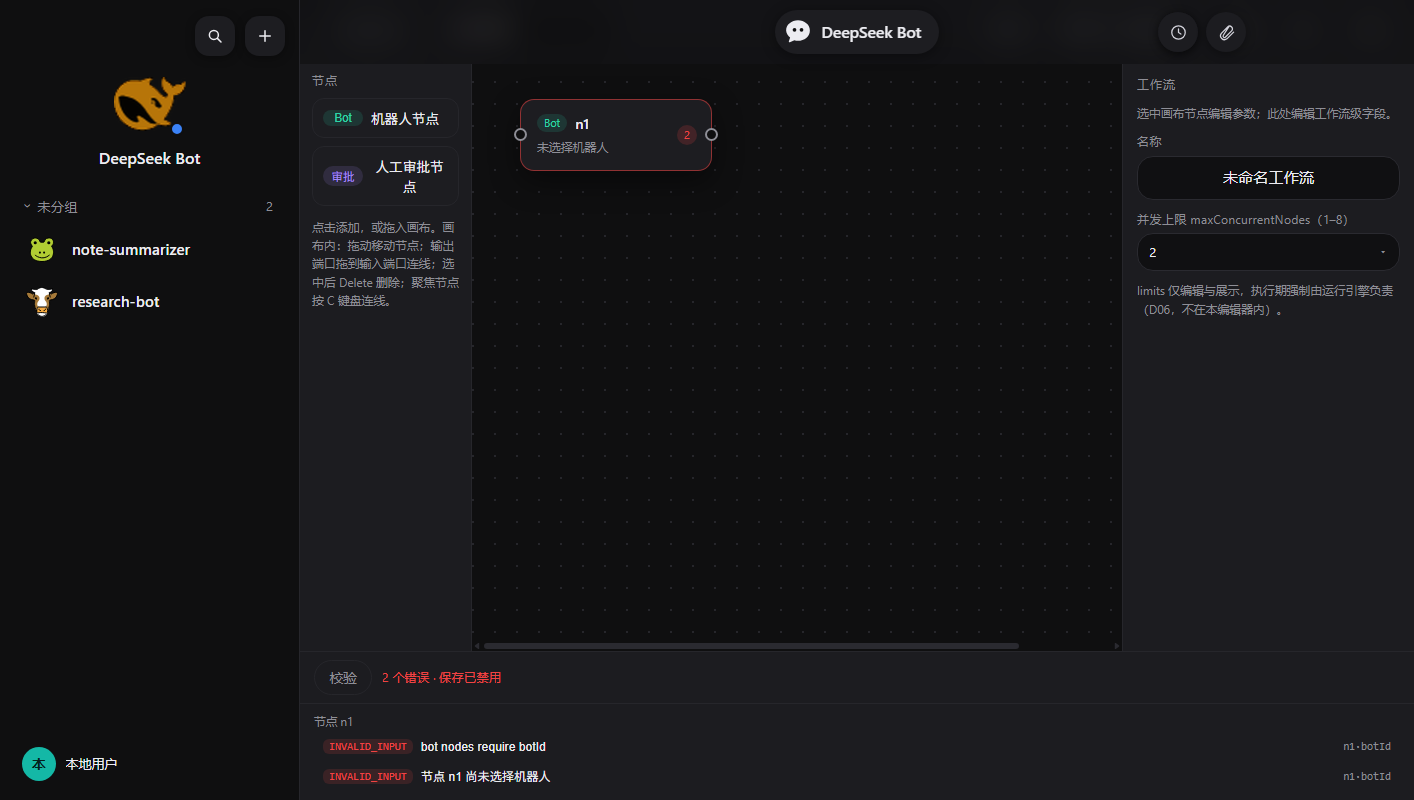 DeepSeek Bot
DeepSeek Bot
未分组
2
note-summarizer
research-bot
本
本地用户
节点
Bot
机器人节点
审批
人工审批节
点
点击添加，或拖入画布。画
布内：拖动移动节点；输出
端口拖到输入端口连线；选
中后 Delete 删除；聚焦节点
按 C 键盘连线。
Bot
n1
未选择机器人
2
工作流
选中画布节点编辑参数；此处编辑工作流级字段。
名称
未命名工作流
并发上限 maxConcurrentNodes（1–8）
2
limits 仅编辑与展示，执行期强制由运行引擎负责
（D06，不在本编辑器内）。
校验
2 个错误 · 保存已禁用
节点 n1
INVALID_INPUT
bot nodes require botId
n1·botId
INVALID_INPUT
节点 n1 尚未选择机器人
n1·botId